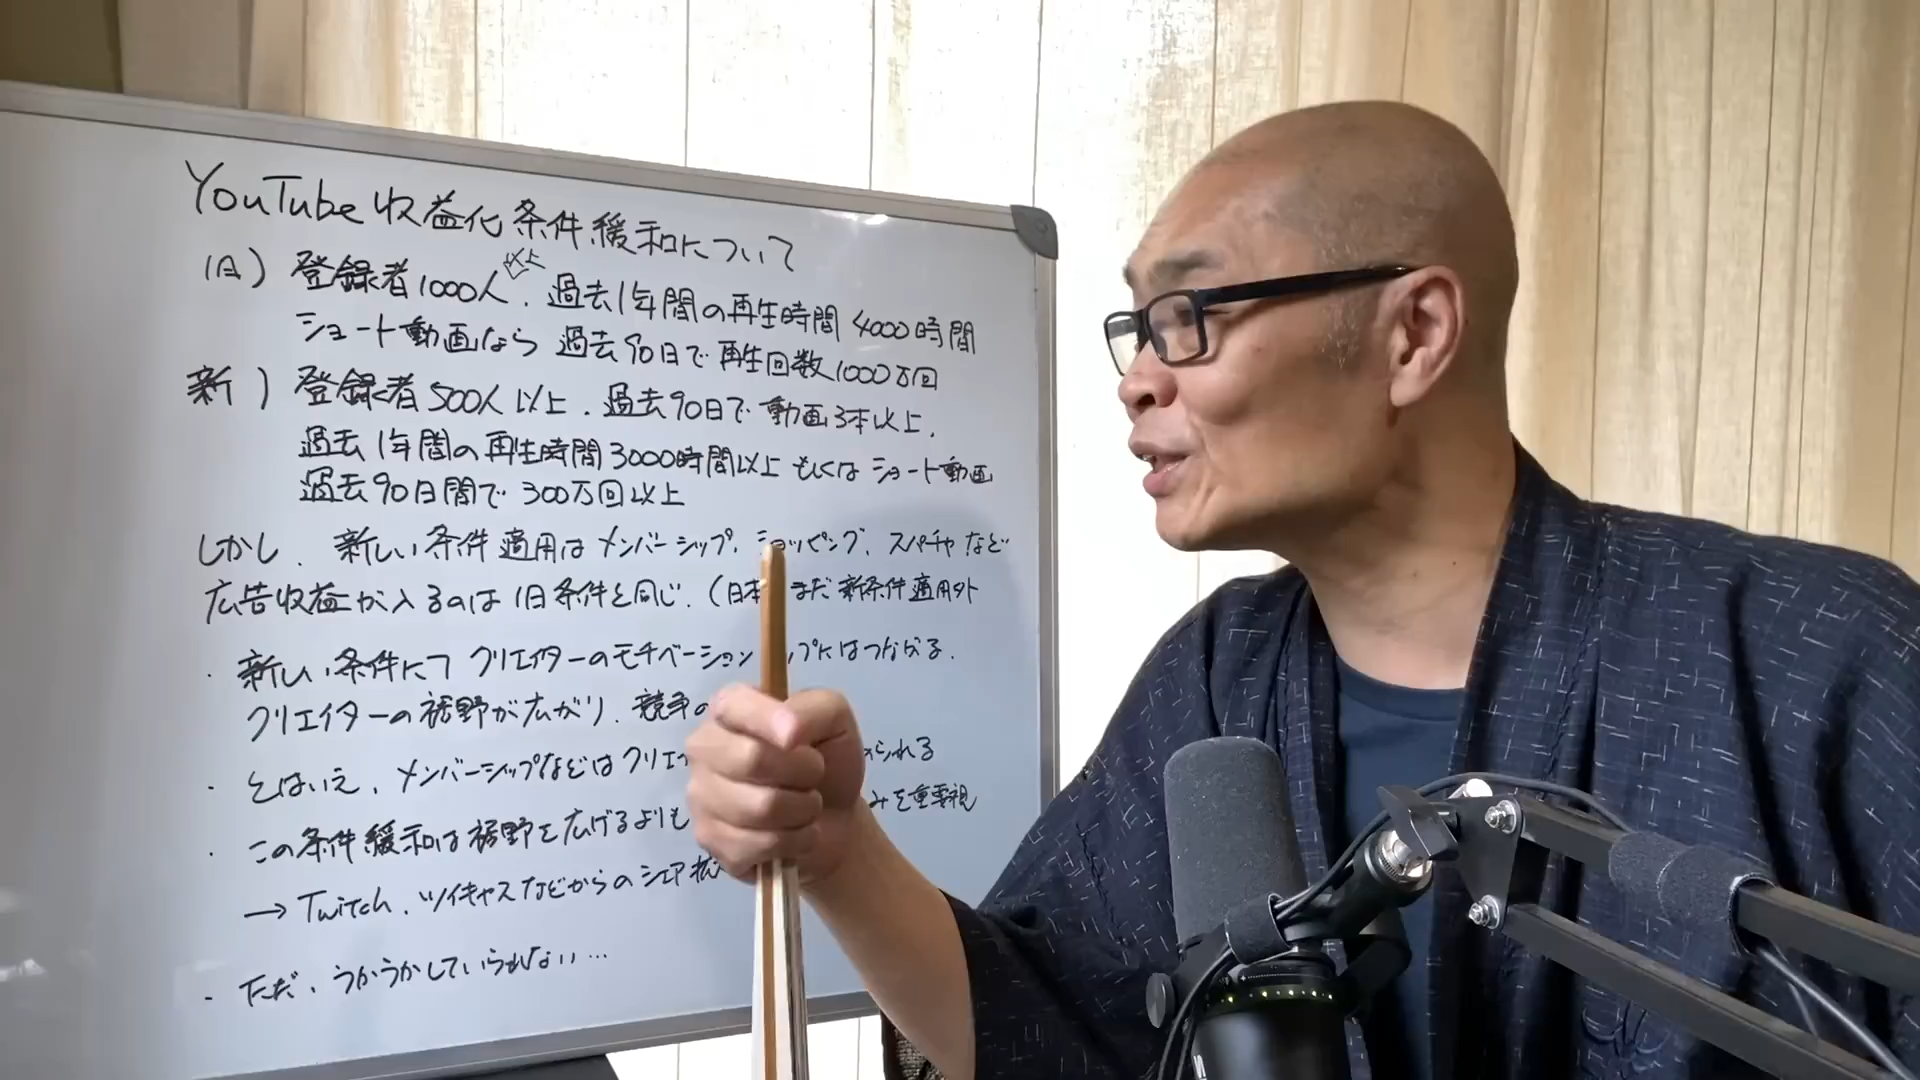 YouTube 収益化条件緩和について
旧) 登録者1000人以上. 過去1年間の再生時間 4000時間
ショート動画なら 過去90日で再生回数1000万回
新) 登録者500人以上. 過去90日で動画3本以上.
過去1年間の再生時間3000時間以上 もしくは ショート動画
過去90日間で 300万回以上
しかし. 新しい条件適用はメンバーシップ. ショッピング. スパチャなど
広告収益が入るのは旧条件と同じ. (日本 まだ新条件適用外
・ 新しい条件にて クリエイターのモチベーション ップにはつながる.
クリエイターの裾野が広がり. 競争の
・ とはいえ. メンバーシップなどはクリエ られる
・ この条件緩和は裾野を広げるよりも みを重要視
→ Twitch. ツイキャスなどからのシェア拡
・ ただ. うかうかしていられない…